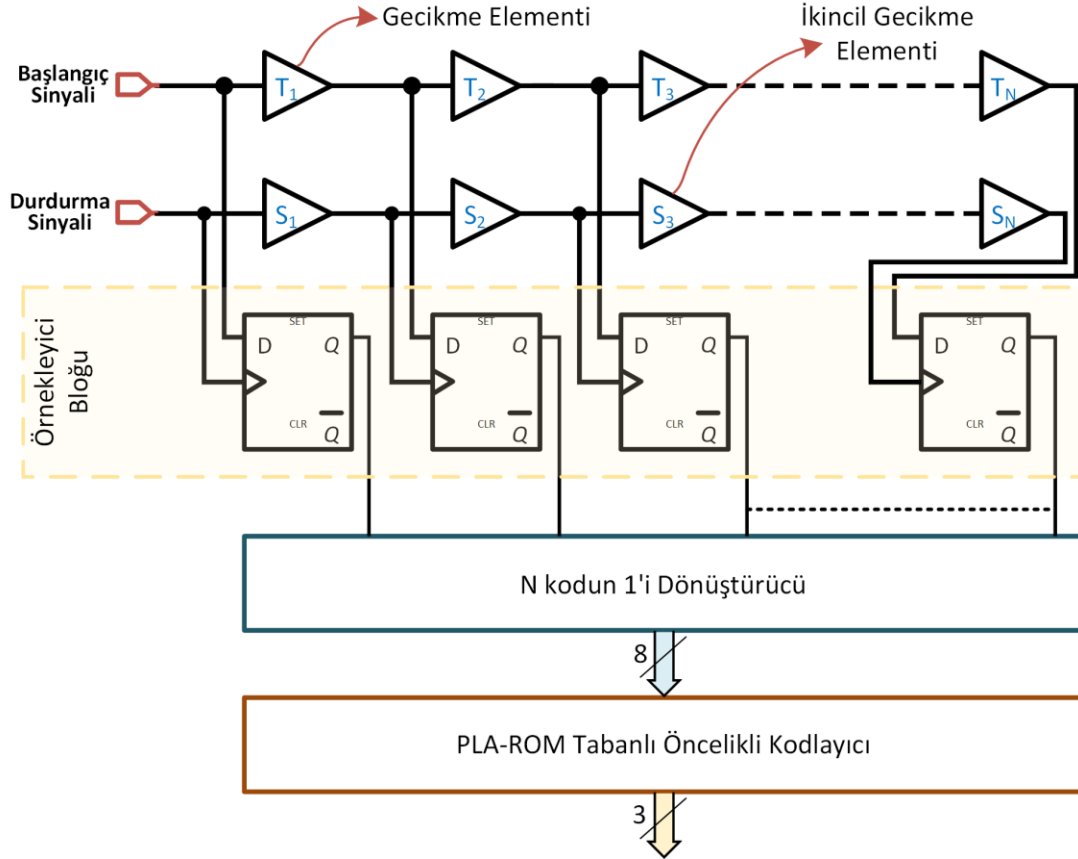 Gecikme Elementi
İkincil Gecikme
Elementi
Başlangıç
Sinyali
T1
T2
T3
TN
Durdurma
Sinyali
S1
S2
S3
SN
Örnekleyici
Bloğu
SET
D
Q
CLR
Q
SET
D
Q
CLR
Q
SET
D
Q
CLR
Q
SET
D
Q
CLR
Q
N kodun 1'i Dönüştürücü
8
PLA-ROM Tabanlı Öncelikli Kodlayıcı
3